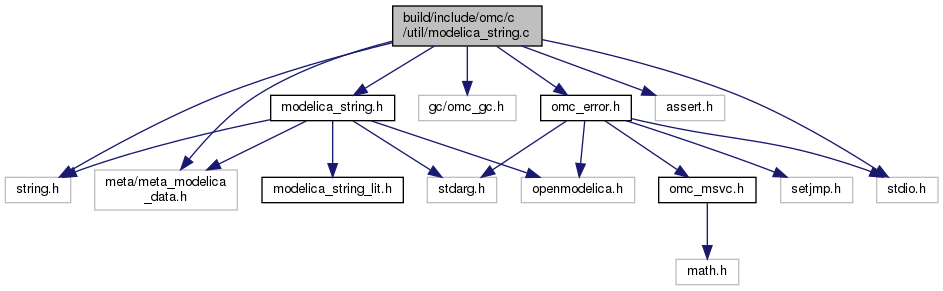 build/include/omc/c
/util/modelica_string.c
modelica_string.h
gc/omc_gc.h
omc_error.h
assert.h
string.h
meta/meta_modelica
_data.h
modelica_string_lit.h
stdarg.h
openmodelica.h
omc_msvc.h
setjmp.h
stdio.h
math.h